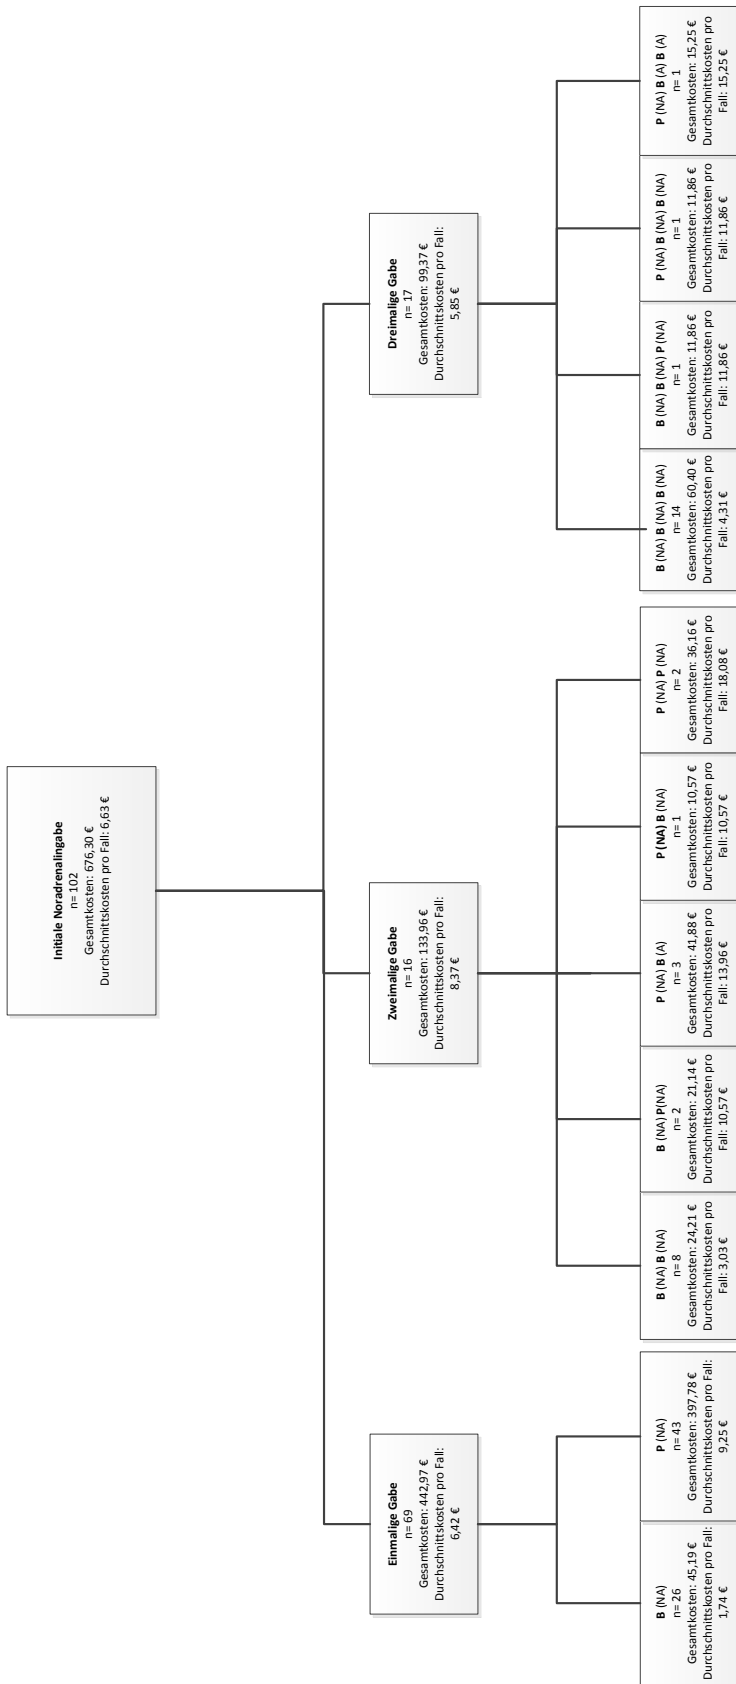 Initiale Noradrenalingabe
n= 102
Gesamtkosten: 676,30 €
Durchschnittskosten pro Fall: 6,63 €
Einmalige Gabe
n= 69
Gesamtkosten: 442,97 €
Durchschnittskosten pro Fall:
6,42 €
Zweimalige Gabe
n= 16
Gesamtkosten: 133,96 €
Durchschnittskosten pro Fall:
8,37 €
Dreimalige Gabe
n= 17
Gesamtkosten: 99,37 €
Durchschnittskosten pro Fall:
5,85 €
B (NA)
n= 26
Gesamtkosten: 45,19 €
Durchschnittskosten pro Fall:
1,74 €
P (NA)
n= 43
Gesamtkosten: 397,78 €
Durchschnittskosten pro Fall:
9,25 €
B (NA) B (NA)
n= 8
Gesamtkosten: 24,21 €
Durchschnittskosten pro
Fall: 3,03 €
B (NA) P(NA)
n= 2
Gesamtkosten: 21,14 €
Durchschnittskosten pro
Fall: 10,57 €
P (NA) B (A)
n= 3
Gesamtkosten: 41,88 €
Durchschnittskosten pro
Fall: 13,96 €
P (NA) B (NA)
n= 1
Gesamtkosten: 10,57 €
Durchschnittskosten pro
Fall: 10,57 €
P (NA) P (NA)
n= 2
Gesamtkosten: 36,16 €
Durchschnittskosten pro
Fall: 18,08 €
B (NA) B (NA) B (NA)
n= 14
Gesamtkosten: 60,40 €
Durchschnittskosten pro
Fall: 4,31 €
B (NA) B (NA) P (NA)
n= 1
Gesamtkosten: 11,86 €
Durchschnittskosten pro
Fall: 11,86 €
P (NA) B (NA) B (NA)
n= 1
Gesamtkosten: 11,86 €
Durchschnittskosten pro
Fall: 11,86 €
P (NA) B (A) B (A)
n= 1
Gesamtkosten: 15,25 €
Durchschnittskosten pro
Fall: 15,25 €